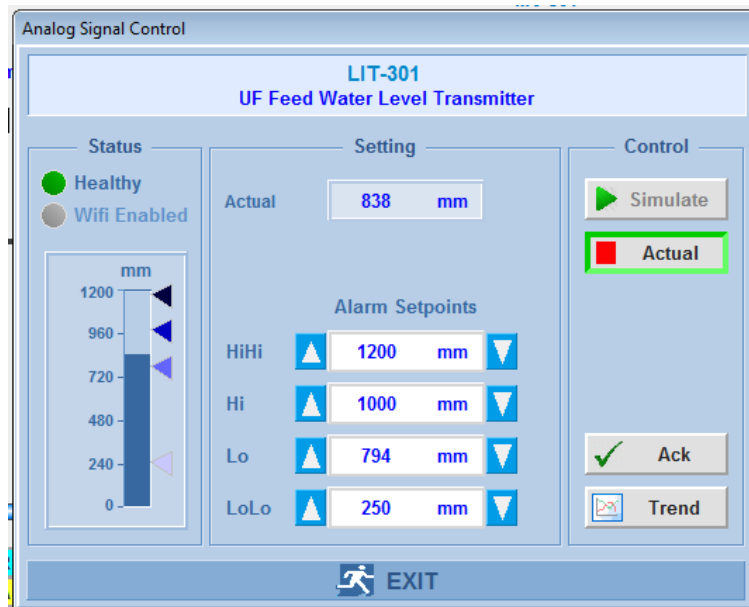 Analog Signal Control
LIT-301
UF Feed Water Level Transmitter
Status
Healthy
Wifi Enabled
mm
1200
960
720
480
240
0
Setting
Actual 838 mm
Alarm Setpoints
HiHi 1200 mm
Hi 1000 mm
Lo 794 mm
LoLo 250 mm
Control
Simulate
Actual
Ack
Trend
EXIT